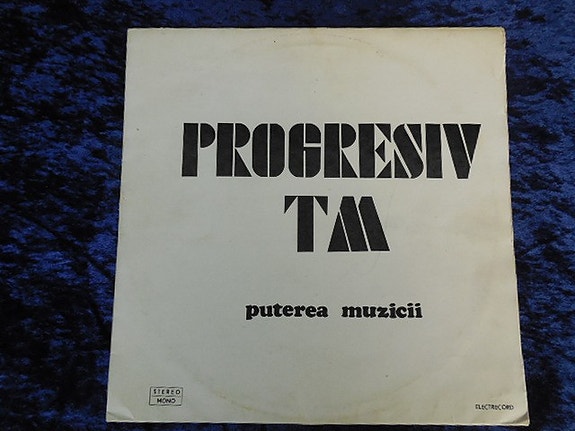 PROGRESIV
TM
puterea muzicii
STEREO
MONO
ELECTRECORD